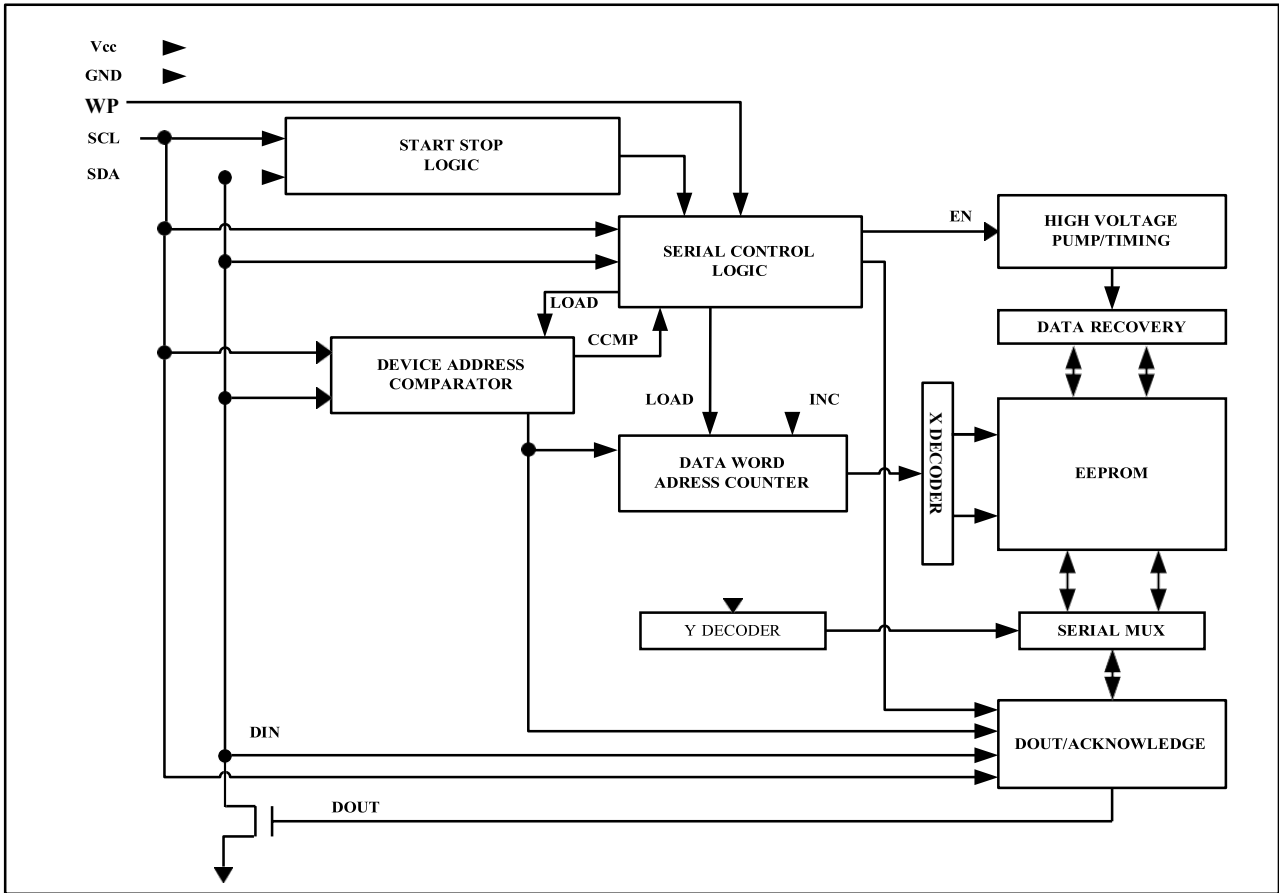 Vcc
GND
WP
SCL
SDA
START STOP
LOGIC
SERIAL CONTROL
LOGIC
EN
HIGH VOLTAGE
PUMP/TIMING
LOAD
CCMP
DATA RECOVERY
DEVICE ADDRESS
COMPARATOR
LOAD
INC
X DECODER
DATA WORD
ADRESS COUNTER
EEPROM
Y DECODER
SERIAL MUX
DIN
DOUT/ACKNOWLEDGE
DOUT